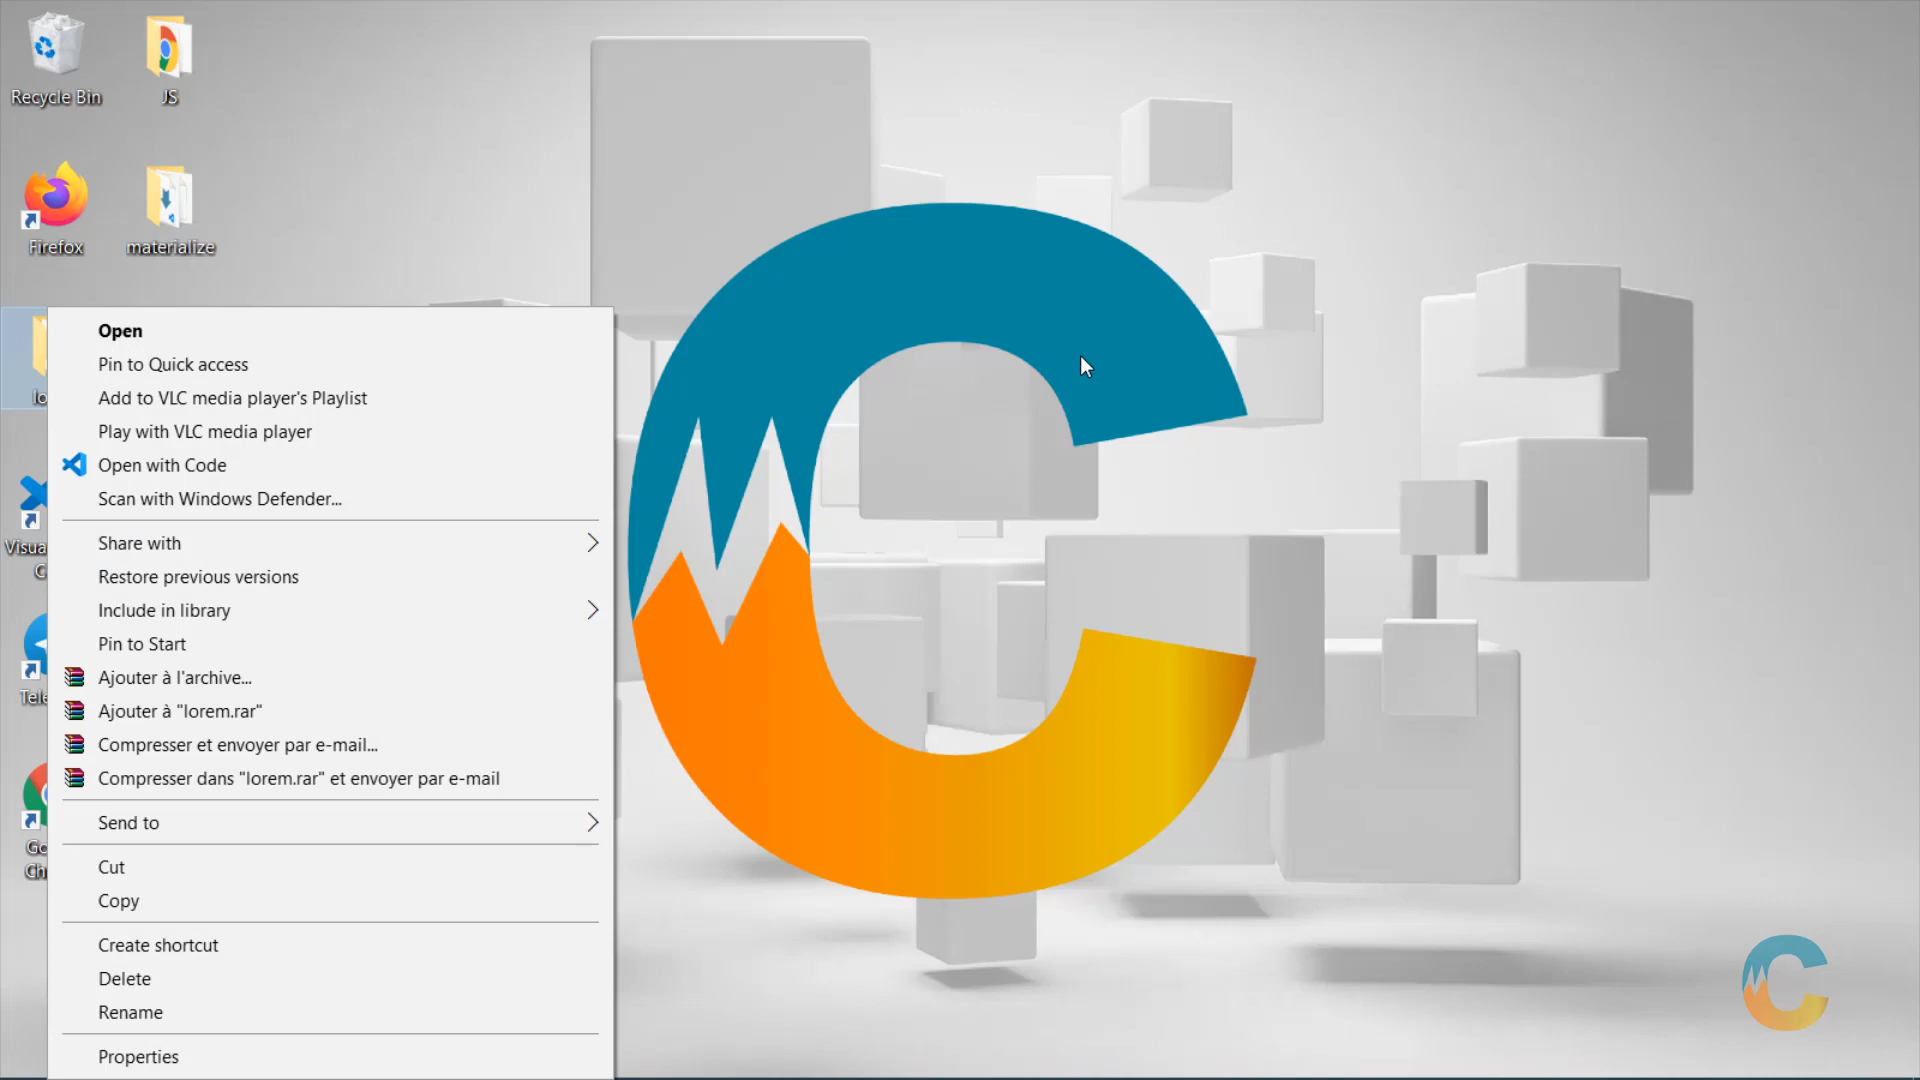 Recycle Bin
JS
Firefox
materialize
Open
Pin to Quick access
Add to VLC media player's Playlist
Play with VLC media player
Open with Code
Scan with Windows Defender...
Share with
Restore previous versions
Include in library
Pin to Start
Ajouter à l'archive...
Ajouter à "lorem.rar"
Compresser et envoyer par e-mail...
Compresser dans "lorem.rar" et envoyer par e-mail
Send to
Cut
Copy
Create shortcut
Delete
Rename
Properties